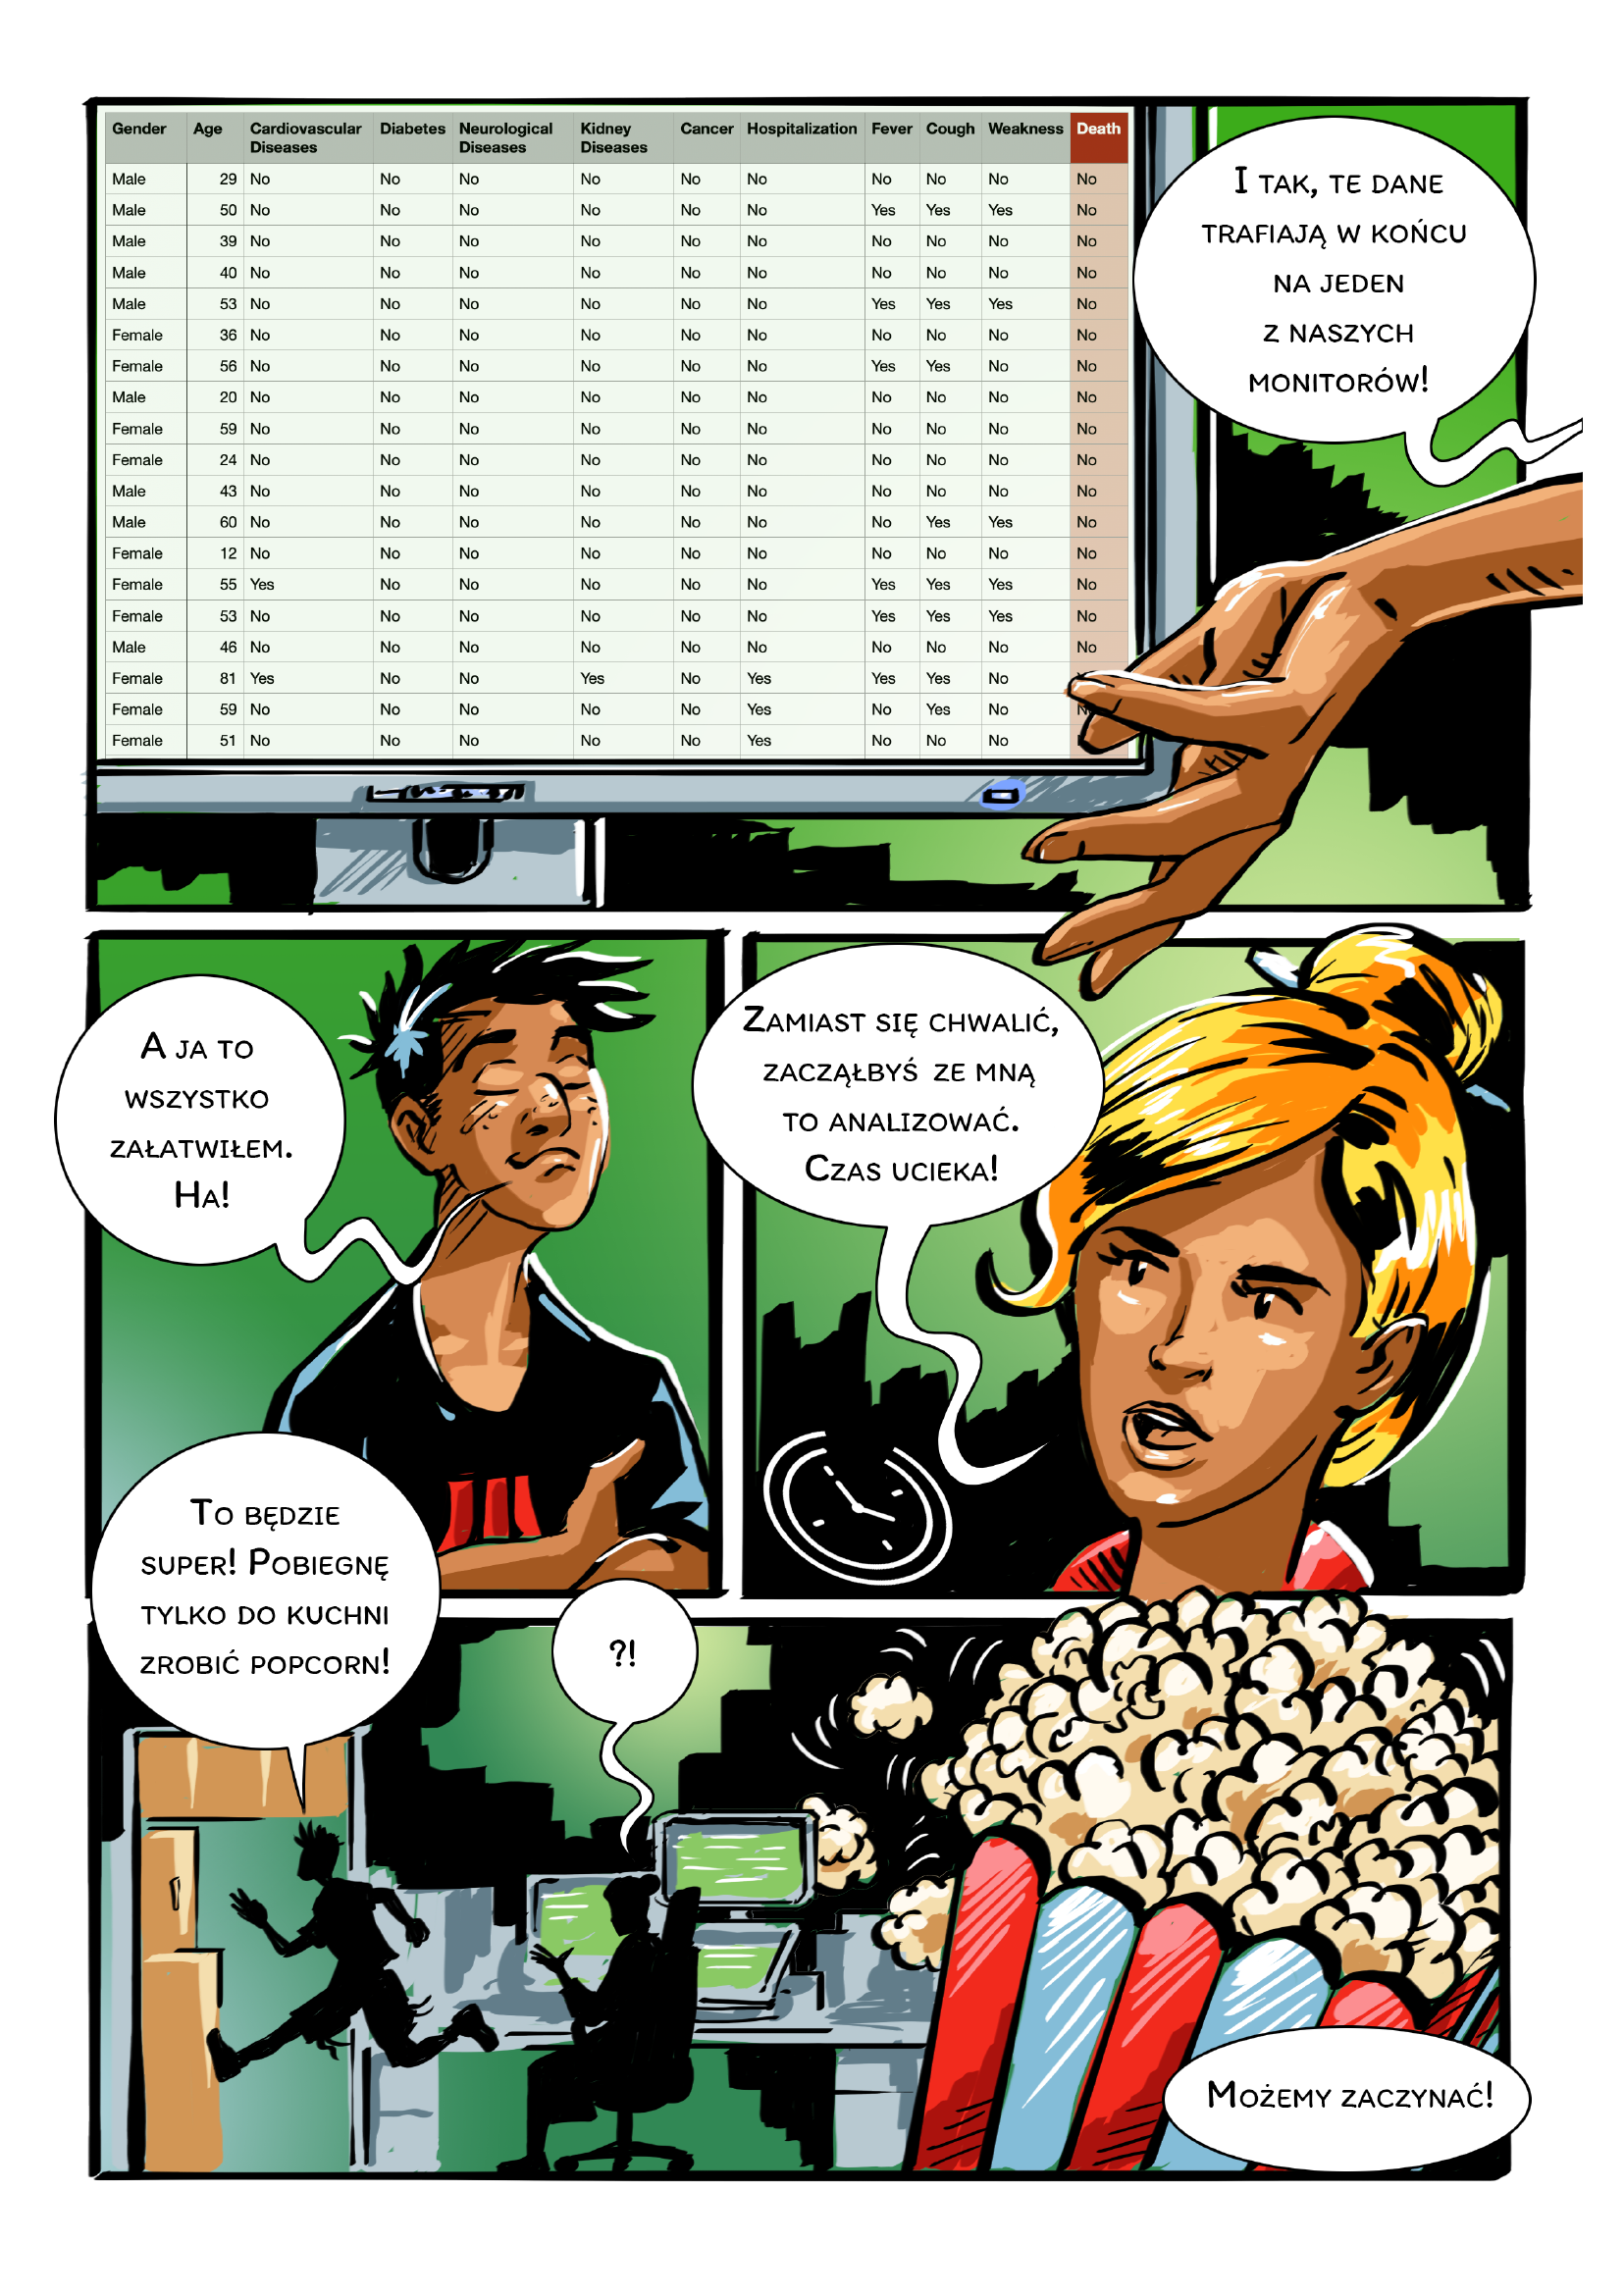 Gender Age Cardiovascular Diseases Diabetes Neurological Diseases Kidney Diseases Cancer Hospitalization Fever Cough Weakness Death
Male 29 No No No No No No No No No No
Male 50 No No No No No No Yes Yes Yes No
Male 39 No No No No No No No No No No
Male 40 No No No No No No No No No No
Male 53 No No No No No No Yes Yes Yes No
Female 36 No No No No No No No No No No
Female 56 No No No No No No Yes Yes No No
Male 20 No No No No No No No No No No
Female 59 No No No No No No No No No No
Female 24 No No No No No No No No No No
Male 43 No No No No No No No No No No
Male 60 No No No No No No No Yes Yes No
Female 12 No No No No No No No No No No
Female 55 Yes No No No No No Yes Yes Yes No
Female 53 No No No No No No Yes Yes Yes No
Male 46 No No No No No No No No No No
Female 81 Yes No No Yes No Yes Yes Yes No
Female 59 No No No No No Yes No Yes No
Female 51 No No No No No Yes No No No
I TAK, TE DANE
TRAFIAJĄ W KOŃCU
NA JEDEN
Z NASZYCH
MONITORÓW!
A JA TO
WSZYSTKO
ZAŁATWIŁEM.
HA!
ZAMIAST SIĘ CHWALIĆ,
ZACZĄŁBYŚ ZE MNĄ
TO ANALIZOWAĆ.
CZAS UCIEKA!
TO BĘDZIE
SUPER! POBIEGNĘ
TYLKO DO KUCHNI
ZROBIĆ POPCORN!
?!
MOŻEMY ZACZYNAĆ!